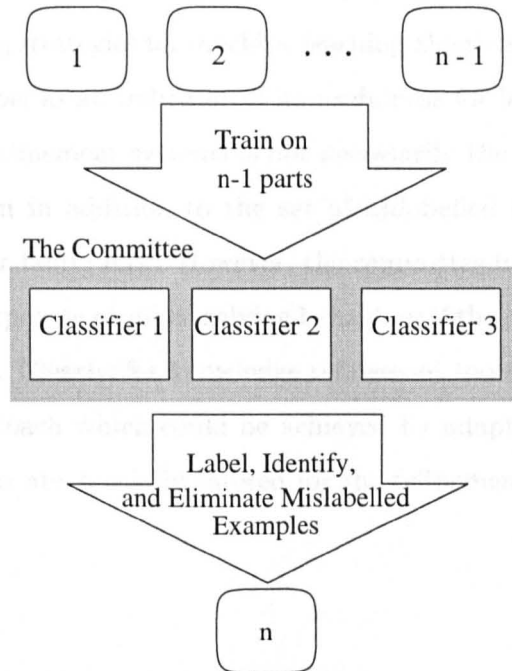 1 2 . . . n - 1
Train on
n-1 parts
The Committee
Classifier 1 Classifier 2 Classifier 3
Label, Identify,
and Eliminate Mislabelled
Examples
n